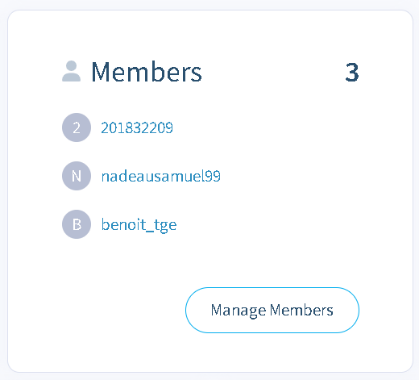 Members 3
2 201832209
N nadeausamuel99
B benoit_tge
Manage Members